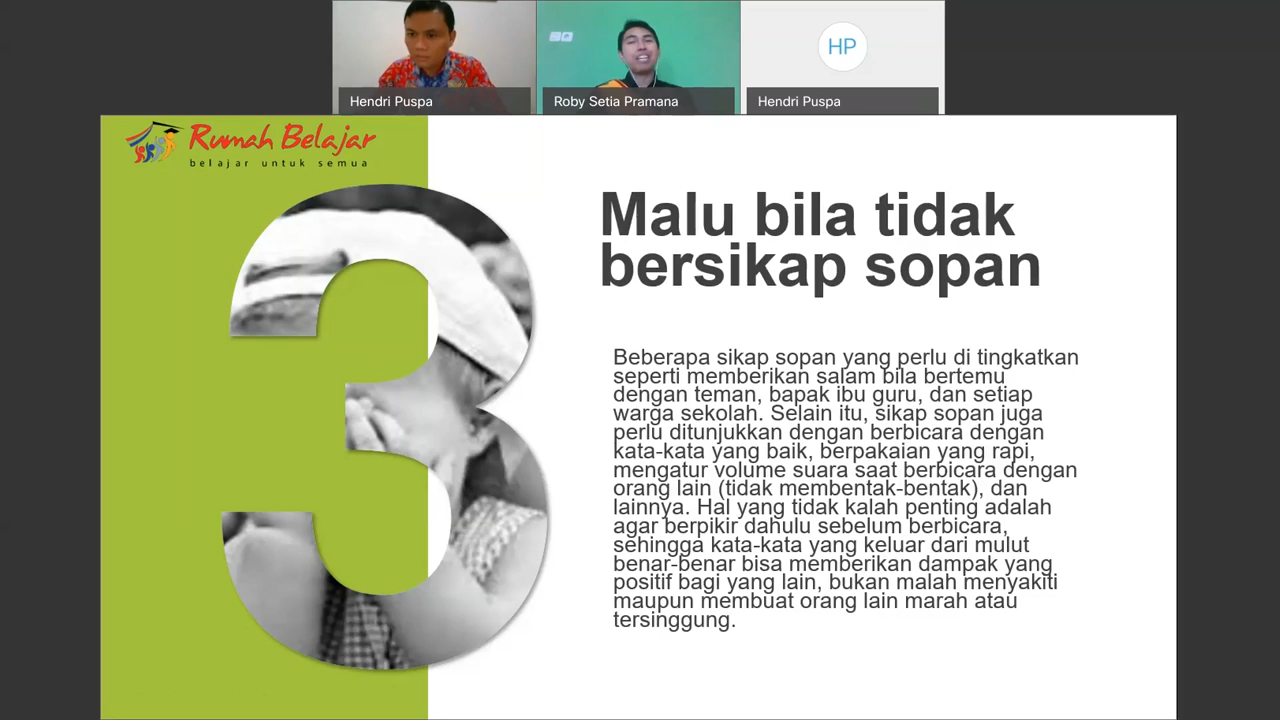 HP
Hendri Puspa
Roby Setia Pramana
Hendri Puspa
Rumah Belajar
belajar untuk semua
3
Malu bila tidak
bersikap sopan
Beberapa sikap sopan yang perlu di tingkatkan
seperti memberikan salam bila bertemu
dengan teman, bapak ibu guru, dan setiap
warga sekolah. Selain itu, sikap sopan juga
perlu ditunjukkan dengan berbicara dengan
kata-kata yang baik, berpakaian yang rapi,
mengatur volume suara saat berbicara dengan
orang lain (tidak membentak-bentak), dan
lainnya. Hal yang tidak kalah penting adalah
agar berpikir dahulu sebelum berbicara,
sehingga kata-kata yang keluar dari mulut
benar-benar bisa memberikan dampak yang
positif bagi yang lain, bukan malah menyakiti
maupun membuat orang lain marah atau
tersinggung.